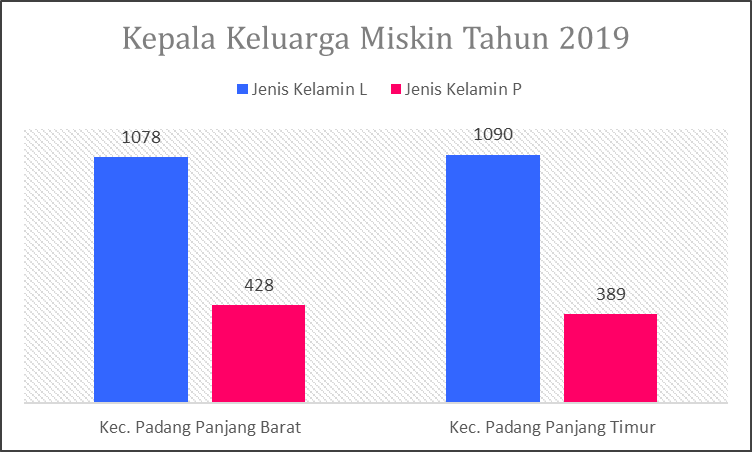 Kepala Keluarga Miskin Tahun 2019
Jenis Kelamin L Jenis Kelamin P
1078
1090
428
389
Kec. Padang Panjang Barat Kec. Padang Panjang Timur